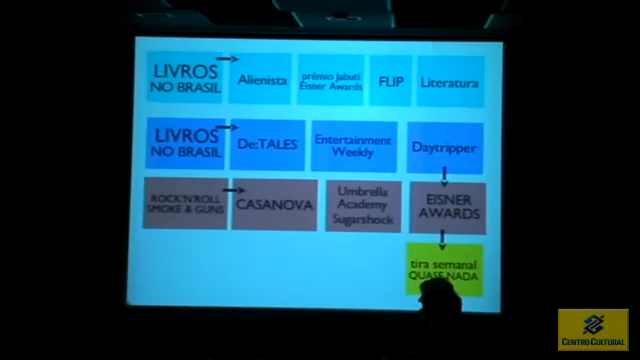 LIVROS
NO BRASIL
Alienista
prêmio Jabuti
Eisner Awards
FLIP
Literatura
LIVROS
NO BRASIL
De:TALES
Entertainment
Weekly
Daytripper
ROCK'N'ROLL
SMOKE & GUNS
CASANOVA
Umbrella
Academy
Sugarshock
EISNER
AWARDS
tira semanal
QUASE NADA
CENTRO CULTURAL